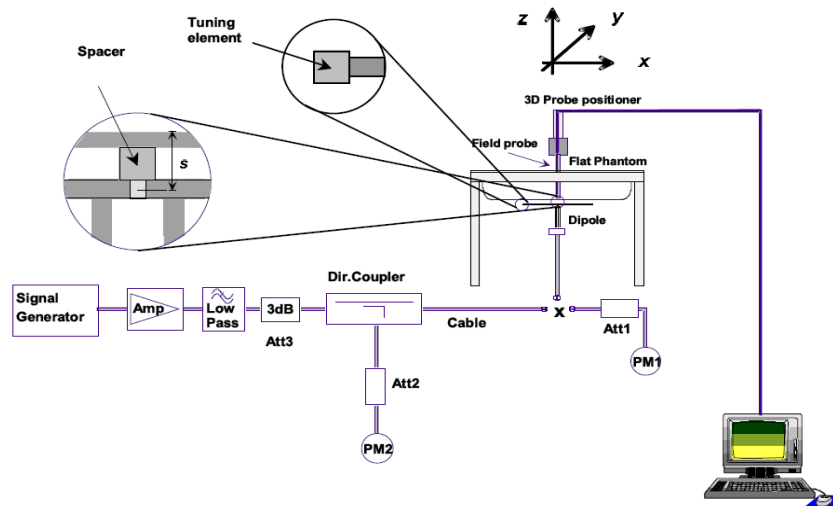 Tuning
element
Spacer
s
z
y
x
3D Probe positioner
Field probe
Flat Phantom
Dipole
Signal
Generator
Amp
Low
Pass
3dB
Att3
Dir.Coupler
Cable
x
Att1
PM1
Att2
PM2